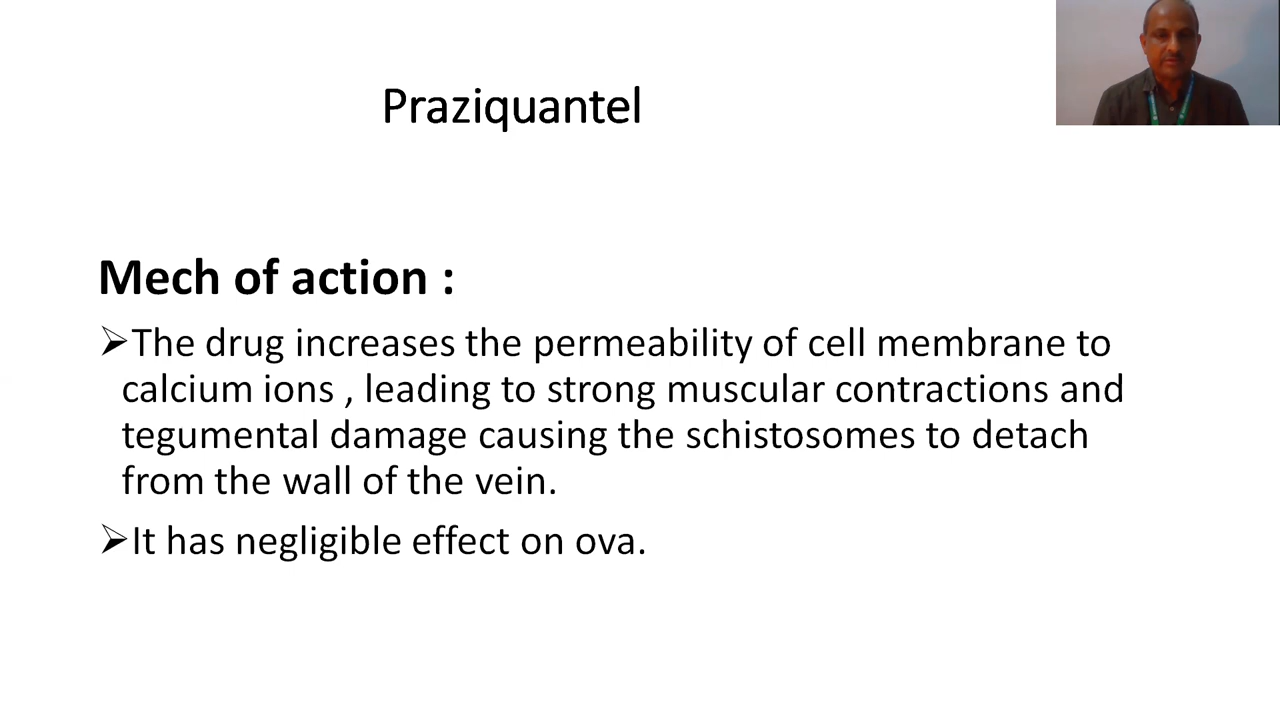 Praziquantel
Mech of action :
➢The drug increases the permeability of cell membrane to
calcium ions , leading to strong muscular contractions and
tegumental damage causing the schistosomes to detach
from the wall of the vein.
➢It has negligible effect on ova.